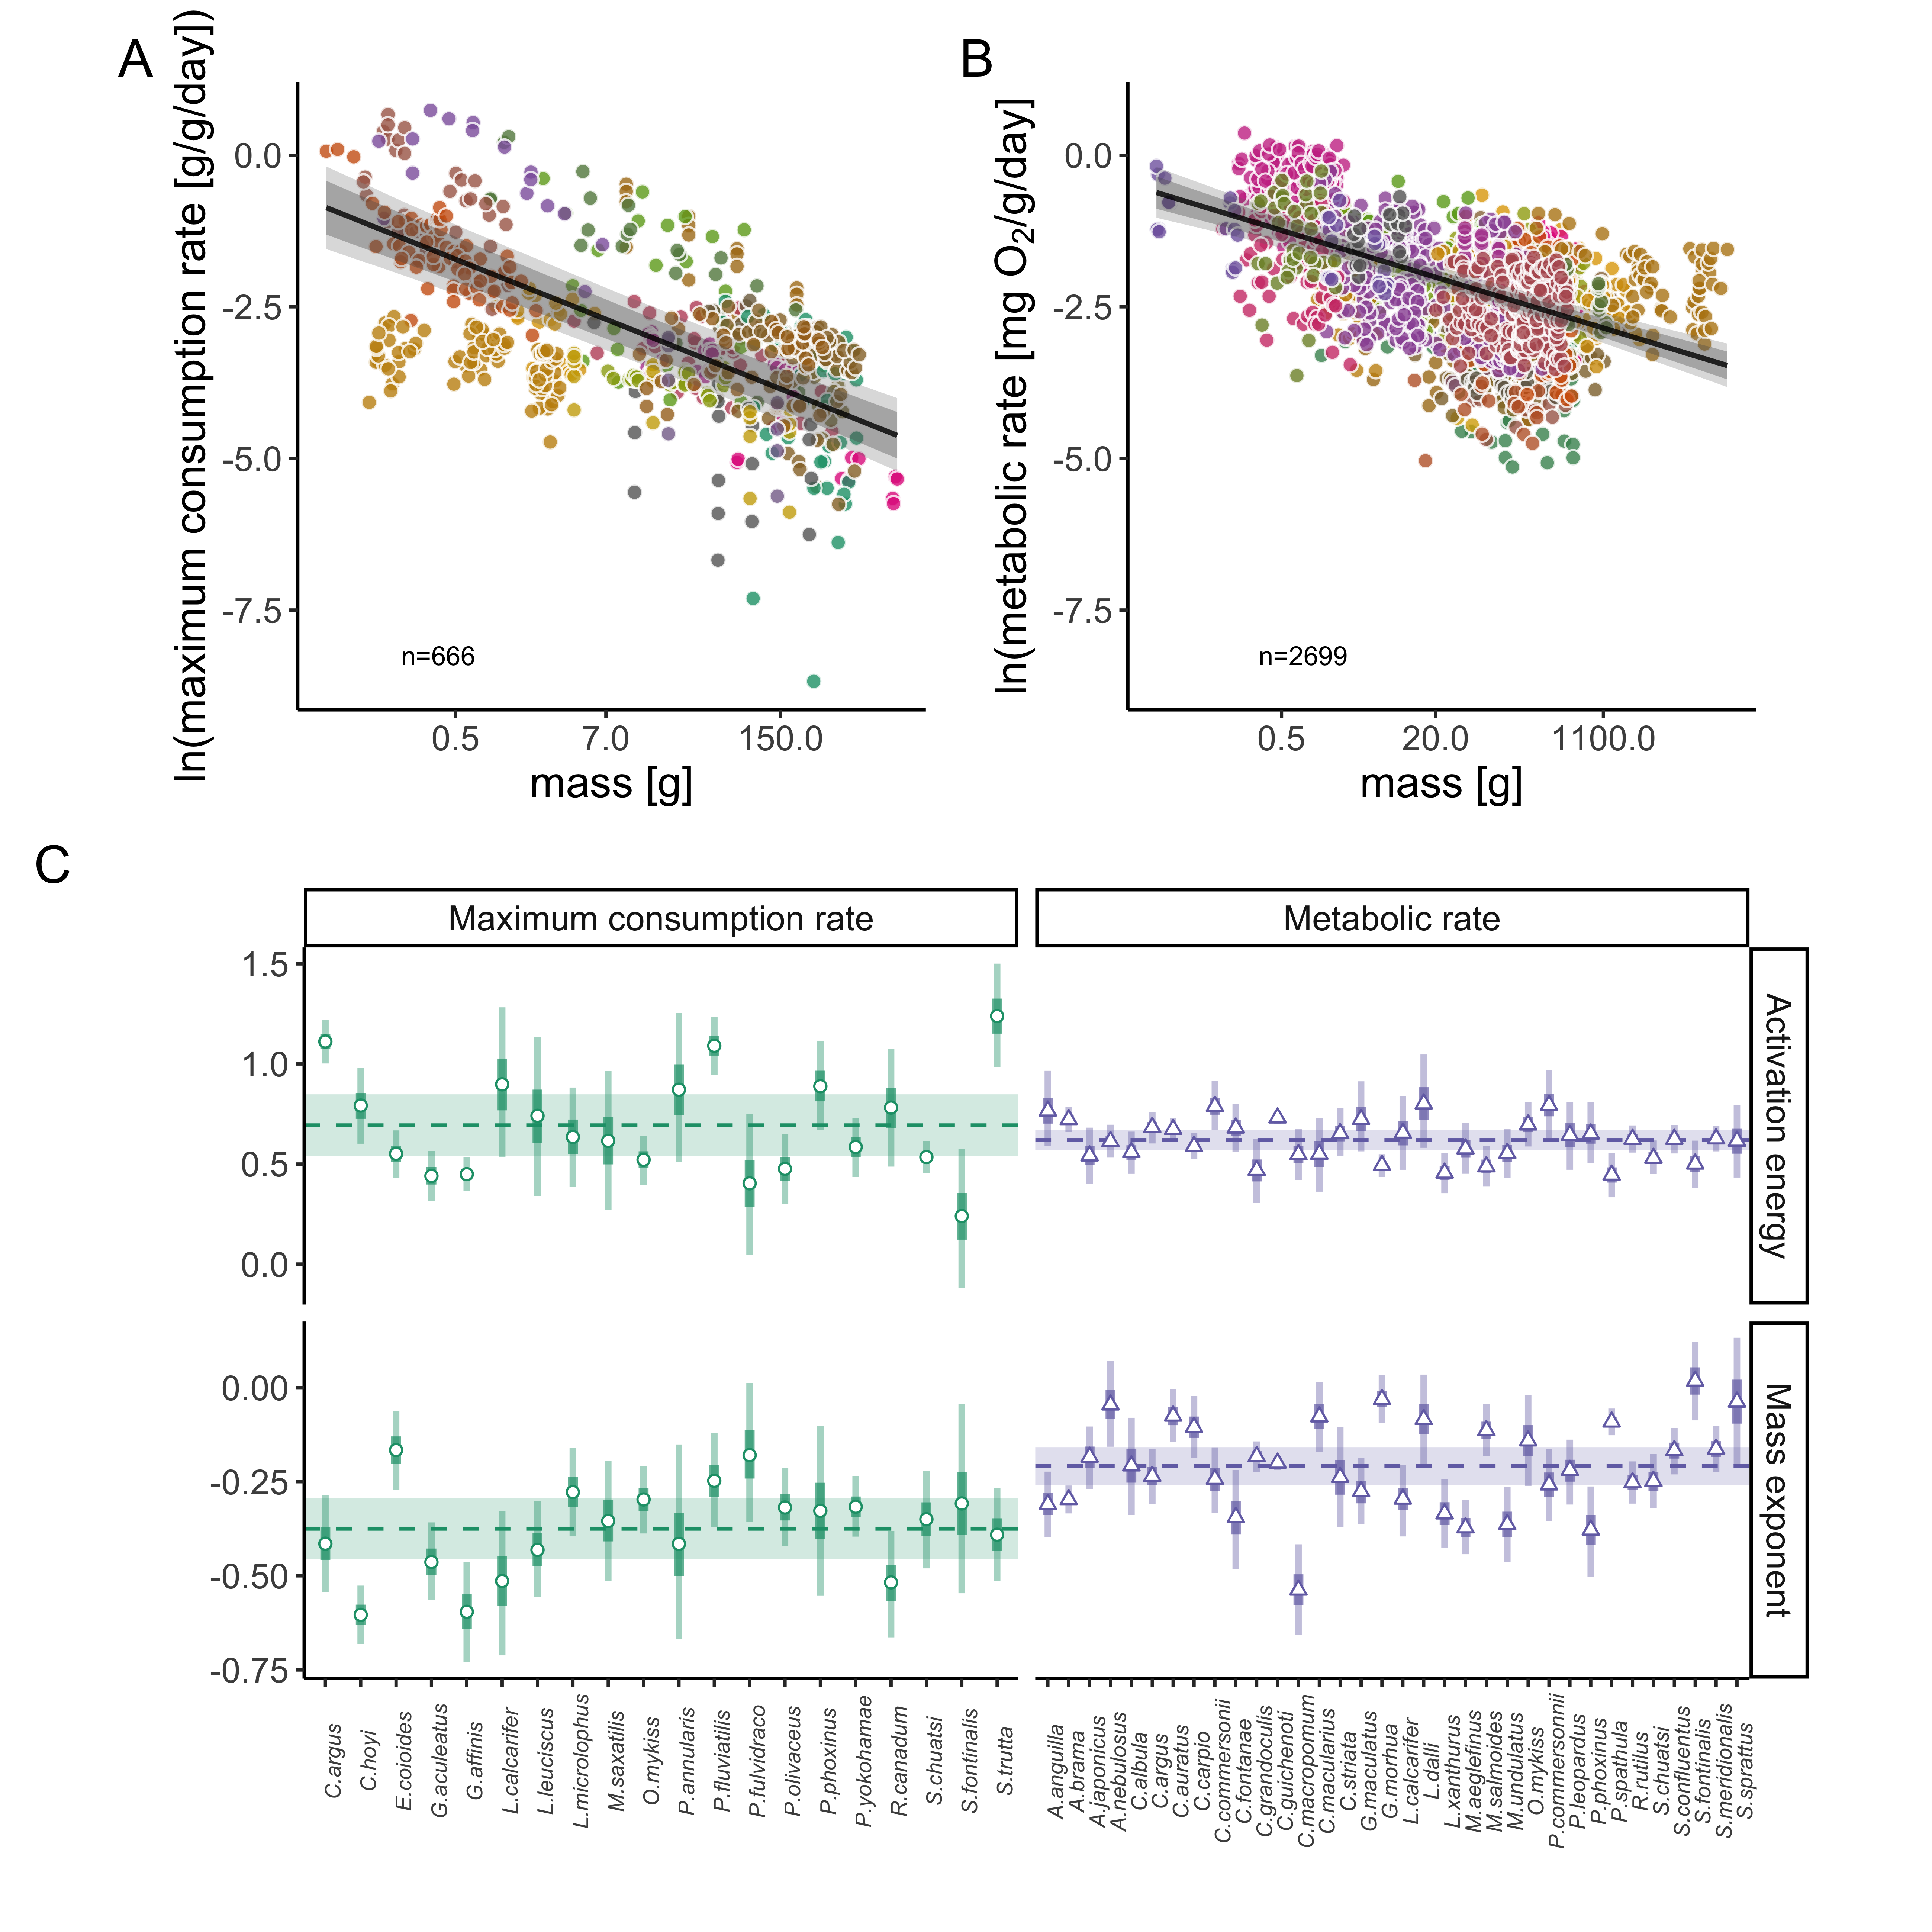 A
B
ln(maximum consumption rate [g/g/day])
0.0
-2.5
-5.0
-7.5
n=666
0.5 7.0 150.0
mass [g]
ln(metabolic rate [mg O2/g/day]
0.0
-2.5
-5.0
-7.5
n=2699
0.5 20.0 1100.0
mass [g]
C
Maximum consumption rate
Metabolic rate
1.5
1.0
0.5
0.0
Activation energy
0.00
-0.25
-0.50
-0.75
Mass exponent
C.argus
C.hoyi
E.coioides
G.aculeatus
G.affinis
L.calcarifer
L.leuciscus
L.microlophus
M.saxatilis
O.mykiss
P.annularis
P.fluviatilis
P.fulvidraco
P.olivaceus
P.phoxinus
P.yokohamae
R.canadum
S.chuatsi
S.fontinalis
S.trutta
A.anguilla
A.brama
A.japonicus
A.nebulosus
C.albula
C.argus
C.auratus
C.carpio
C.commersonii
C.fontanae
C.grandoculis
C.guichenoti
C.macropomum
C.macularius
C.striata
G.maculatus
G.morhua
L.calcarifer
L.dalli
L.xanthurus
M.aeglefinus
M.salmoides
M.undulatus
O.mykiss
P.commersonnii
P.leopardus
P.phoxinus
P.spathula
R.rutilus
S.chuatsi
S.confluentus
S.fontinalis
S.meridionalis
S.sprattus